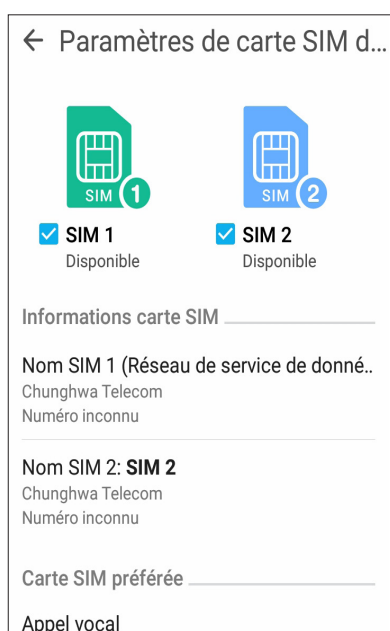 Paramètres de carte SIM d...
SIM 1
SIM 2
SIM 1
SIM 2
Disponible
Disponible
Informations carte SIM
Nom SIM 1 (Réseau de service de donné..
Chunghwa Telecom
Numéro inconnu
Nom SIM 2: SIM 2
Chunghwa Telecom
Numéro inconnu
Carte SIM préférée
Appel vocal